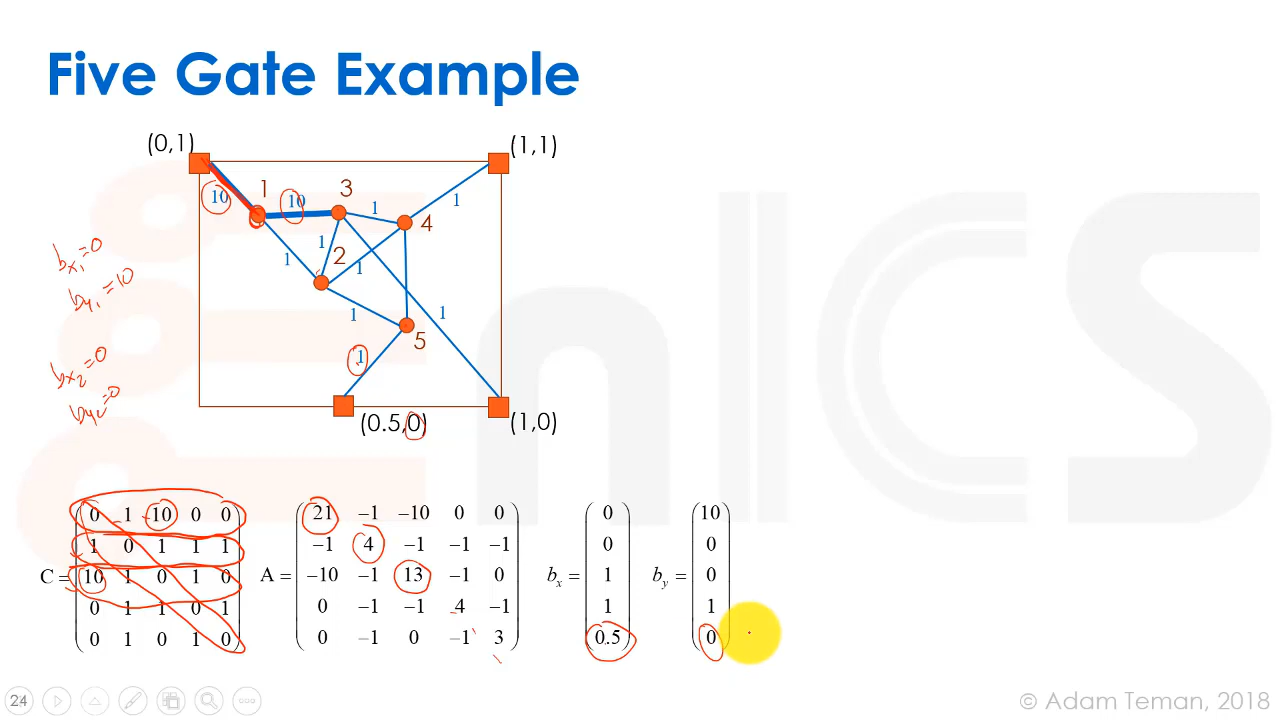 Five Gate Example
(0,1)
(1,1)
1
3
10
10
1
1
4
1
2
1
1
1
1
5
1
(0.5,0)
(1,0)
bx1=0
by1=10
bx2=0
by2=0
C =
0 1 10 0 0
1 0 1 1 1
10 1 0 1 0
0 1 1 0 1
0 1 0 1 0
A =
21 −1 −10 0 0
−1 4 −1 −1 −1
−10 −1 13 −1 0
0 −1 −1 4 −1
0 −1 0 −1 3
bx =
0
0
1
1
0.5
by =
10
0
0
1
0
24
© Adam Teman, 2018